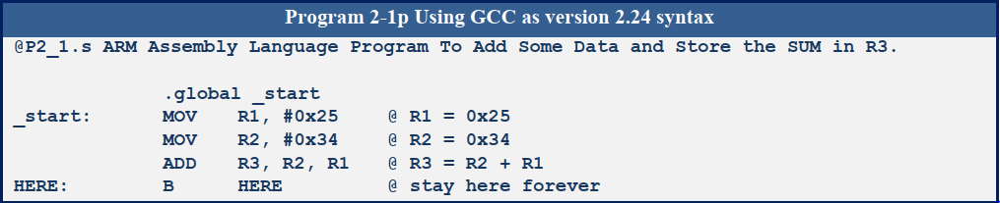 Program 2-1p Using GCC as version 2.24 syntax
@P2_1.s ARM Assembly Language Program To Add Some Data and Store the SUM in R3.
.global _start
_start: MOV R1, #0x25 @ R1 = 0x25
MOV R2, #0x34 @ R2 = 0x34
ADD R3, R2, R1 @ R3 = R2 + R1
HERE: B HERE @ stay here forever